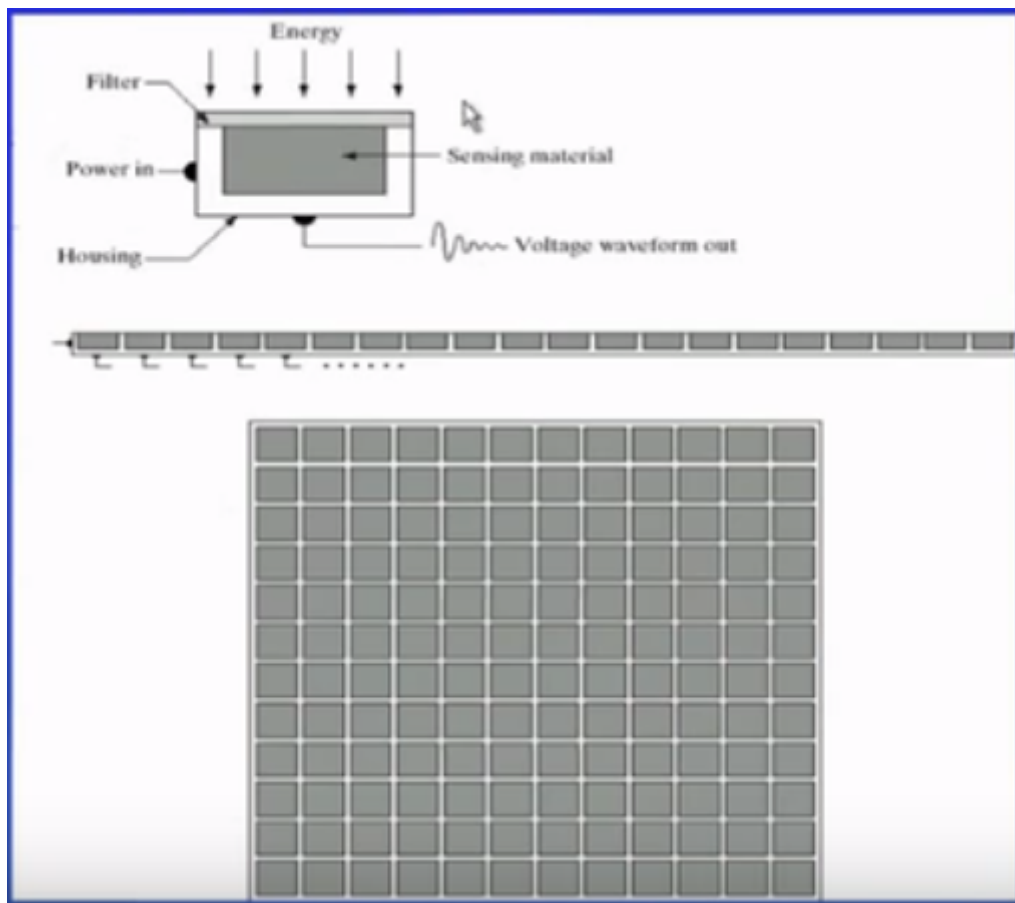 Energy
Filter
Power in
Sensing material
Housing
Voltage waveform out